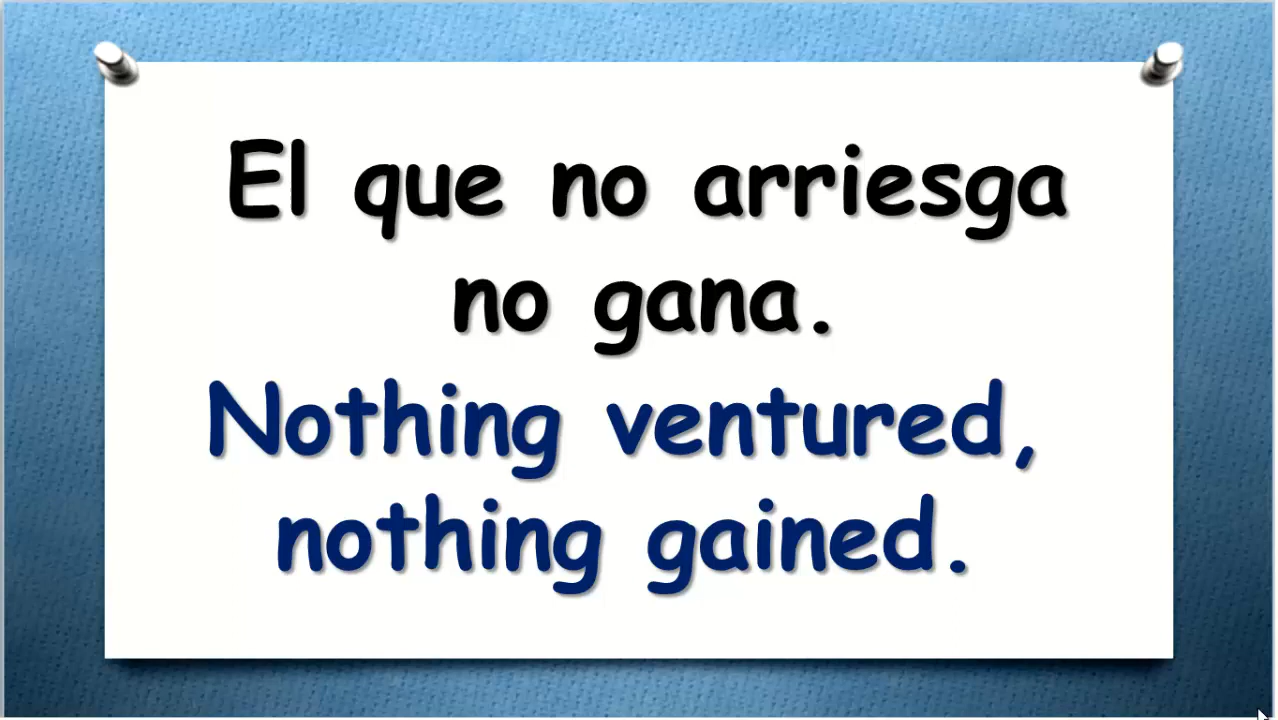 El que no arriesga
no gana.
Nothing ventured,
nothing gained.